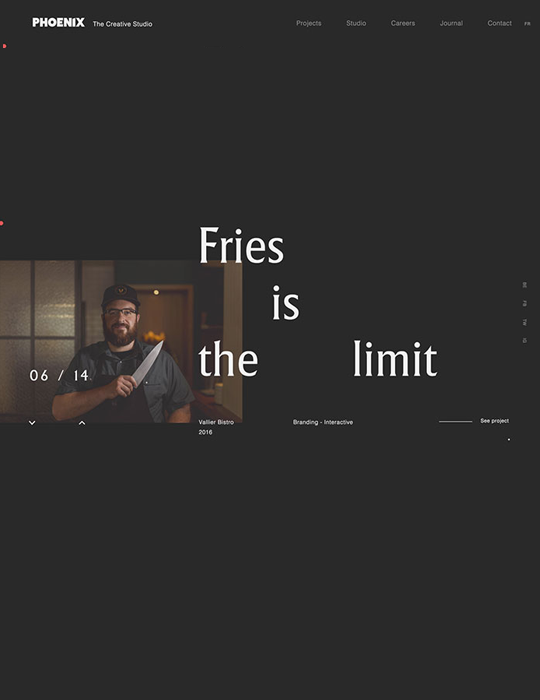 PHOENIX The Creative Studio
Projects Studio Careers Journal Contact FR
Fries
is
the limit
BE
FB
TW
IG
06 / 14
Vallier Bistro Branding - Interactive See project
2016